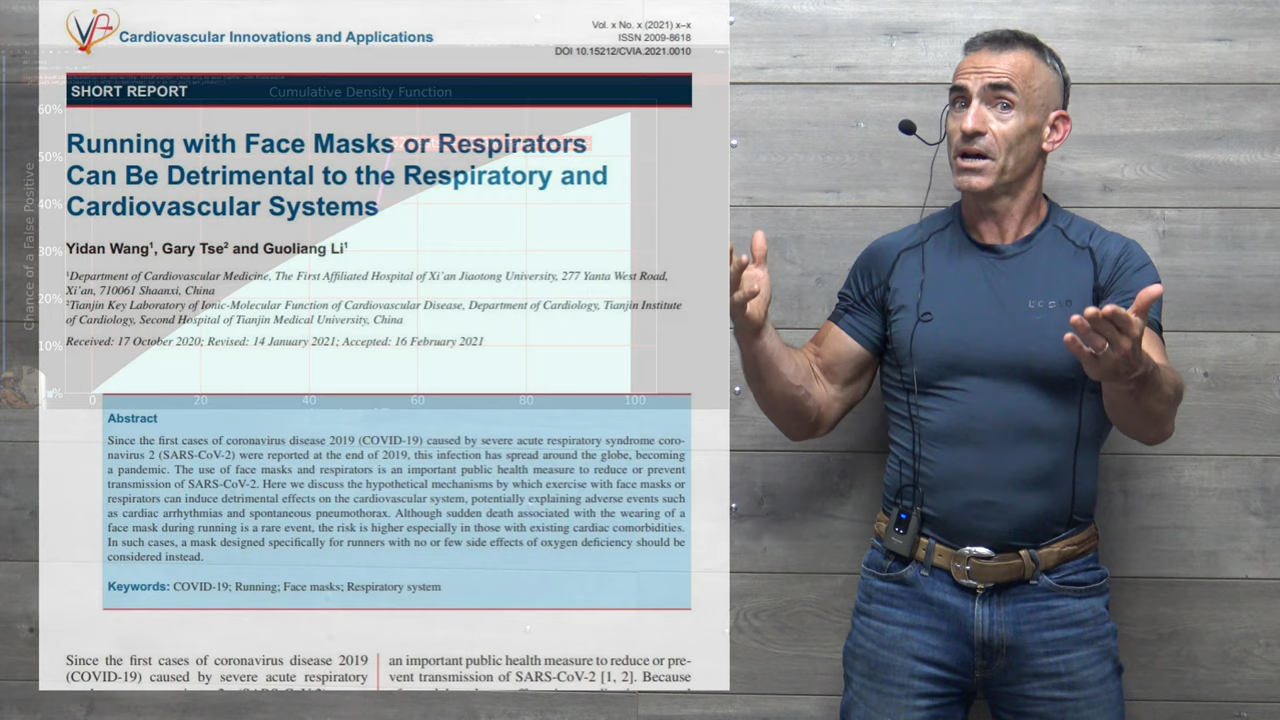 Cardiovascular Innovations and Applications
Vol. x No. x (2021) x–x
ISSN 2009-8618
DOI 10.15212/CVIA.2021.0010
SHORT REPORT
Cumulative Density Function
Running with Face Masks or Respirators
Can Be Detrimental to the Respiratory and
Cardiovascular Systems
Yidan Wang1, Gary Tse2 and Guoliang Li1
1Department of Cardiovascular Medicine, The First Affiliated Hospital of Xi'an Jiaotong University, 277 Yanta West Road,
Xi'an, 710061 Shaanxi, China
2Tianjin Key Laboratory of Ionic-Molecular Function of Cardiovascular Disease, Department of Cardiology, Tianjin Institute
of Cardiology, Second Hospital of Tianjin Medical University, China
Received: 17 October 2020; Revised: 14 January 2021; Accepted: 16 February 2021
Chance of a False Positive
60%
50%
40%
30%
20%
10%
0 20 40 60 80 100
Abstract
Since the first cases of coronavirus disease 2019 (COVID-19) caused by severe acute respiratory syndrome coro-
navirus 2 (SARS-CoV-2) were reported at the end of 2019, this infection has spread around the globe, becoming
a pandemic. The use of face masks and respirators is an important public health measure to reduce or prevent
transmission of SARS-CoV-2. Here we discuss the hypothetical mechanisms by which exercise with face masks or
respirators can induce detrimental effects on the cardiovascular system, potentially explaining adverse events such
as cardiac arrhythmias and spontaneous pneumothorax. Although sudden death associated with the wearing of a
face mask during running is a rare event, the risk is higher especially in those with existing cardiac comorbidities.
In such cases, a mask designed specifically for runners with no or few side effects of oxygen deficiency should be
considered instead.
Keywords: COVID-19; Running; Face masks; Respiratory system
Since the first cases of coronavirus disease 2019
(COVID-19) caused by severe acute respiratory
an important public health measure to reduce or pre-
vent transmission of SARS-CoV-2 [1, 2]. Because